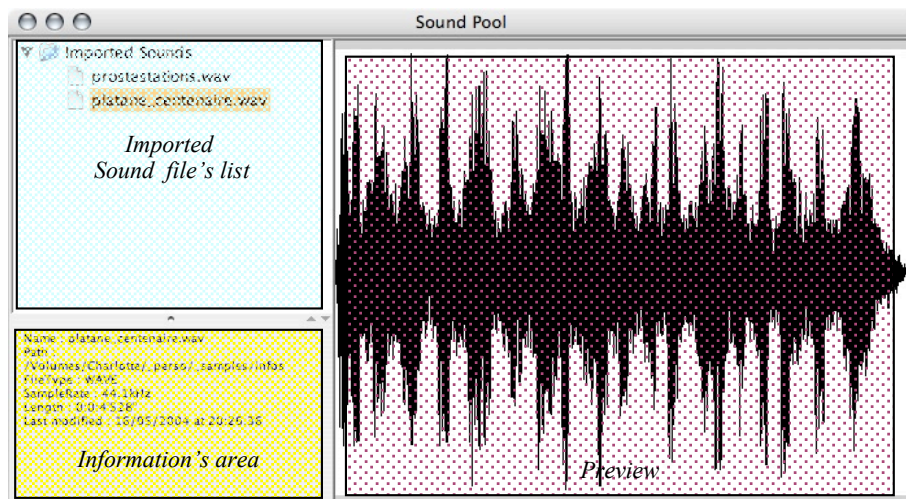 Sound Pool
Imported Sounds
prostestations.wav
platane_centenaire.wav
Imported
Sound file's list
Name : platane_centenaire.wav
Path :
/Volumes/Charlotte/_perso/_samples/infos
FileType : WAVE
SampleRate : 44.1kHz
Length : 0:0:4'528"
Last modified : 18/05/2004 at 20:26:36
Information's area
Preview